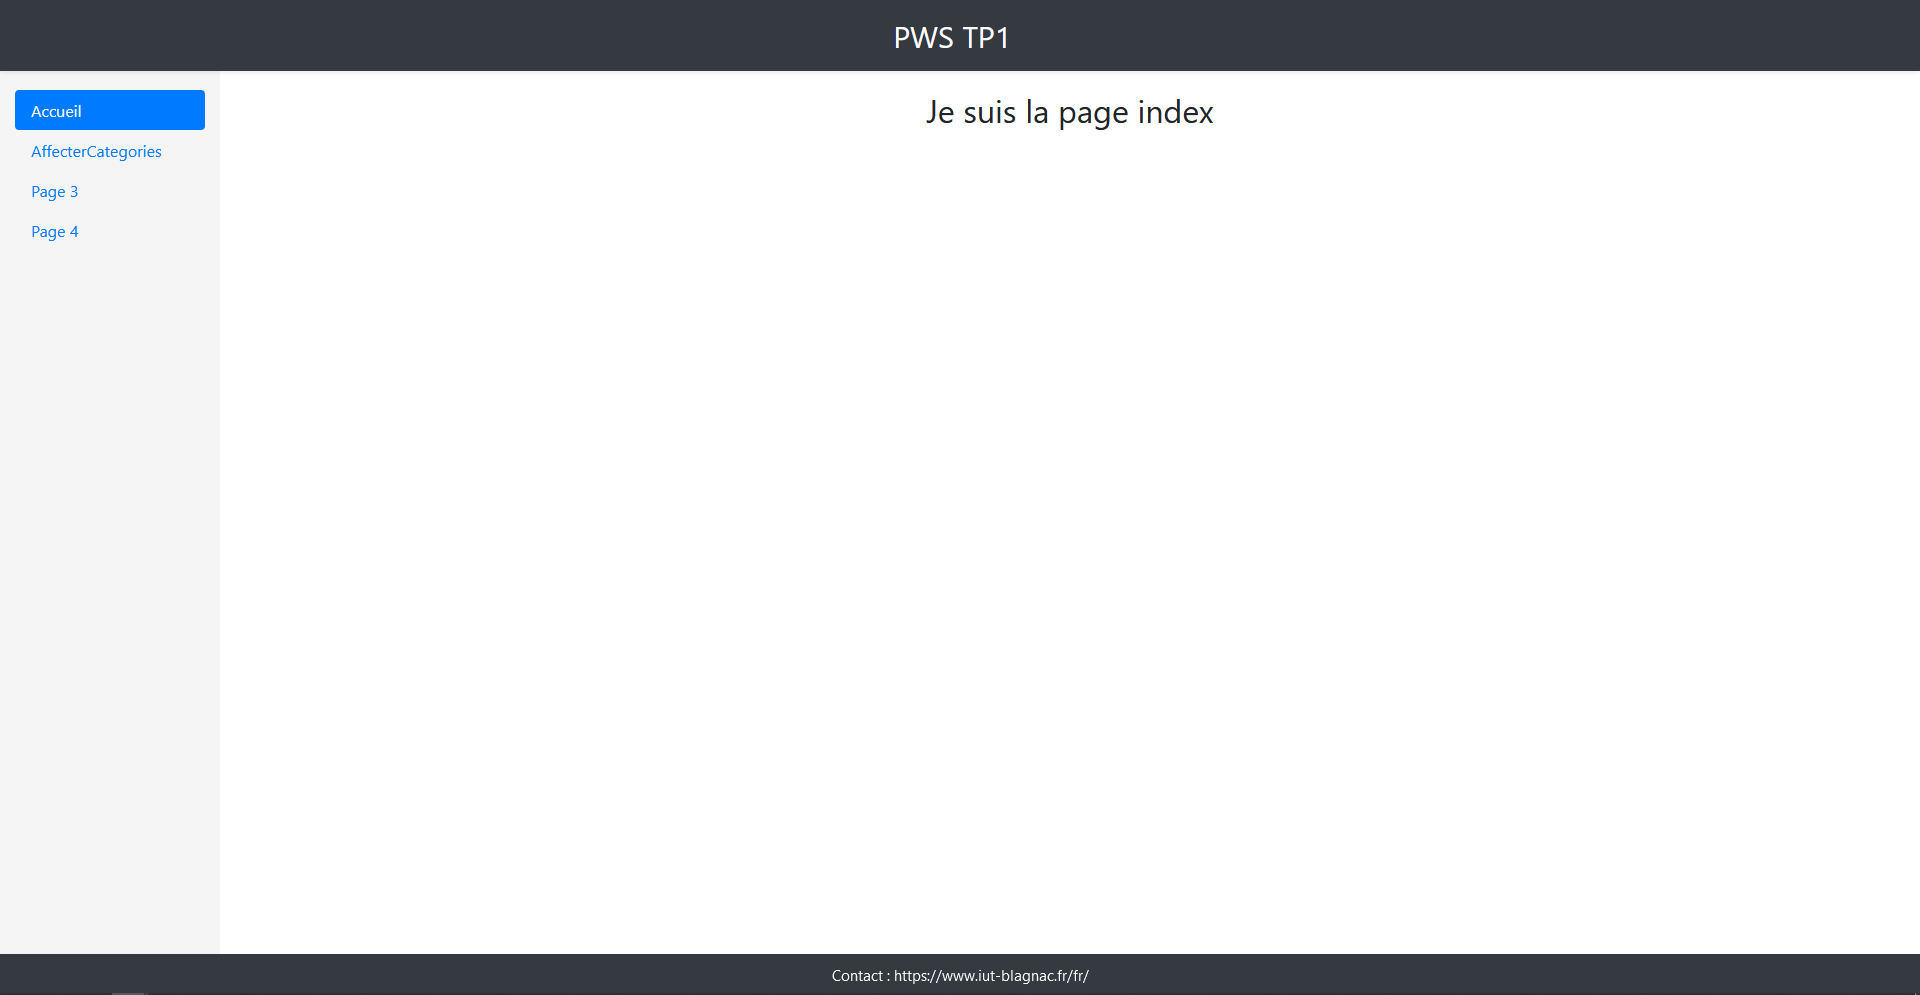 PWS TP1
Accueil
AffecterCategories
Page 3
Page 4
Je suis la page index
Contact : https://www.iut-blagnac.fr/fr/